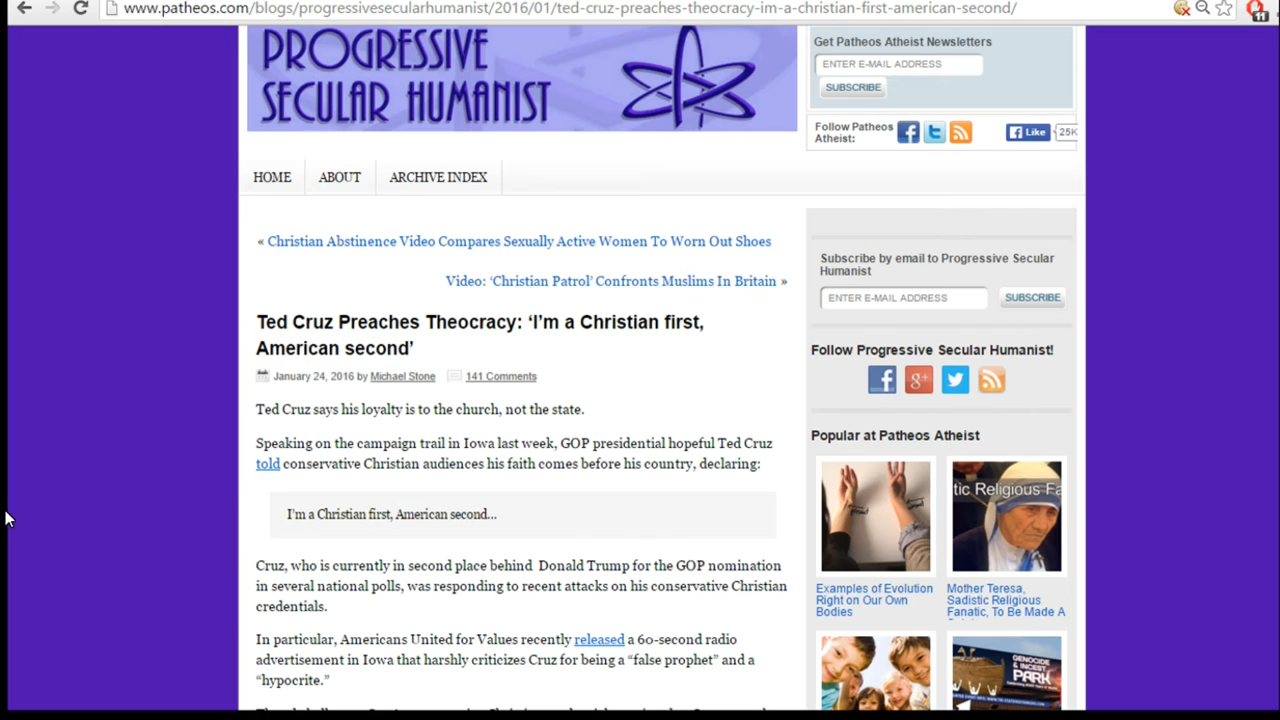 www.patheos.com/blogs/progressivesecularhumanist/2016/01/ted-cruz-preaches-theocracy-im-a-christian-first-american-second/
11
PROGRESSIVE
SECULAR HUMANIST
Get Patheos Atheist Newsletters
ENTER E-MAIL ADDRESS
SUBSCRIBE
Follow Patheos
Atheist:
Like
25K
HOME
ABOUT
ARCHIVE INDEX
« Christian Abstinence Video Compares Sexually Active Women To Worn Out Shoes
Video: ‘Christian Patrol’ Confronts Muslims In Britain »
Ted Cruz Preaches Theocracy: ‘I’m a Christian first,
American second’
January 24, 2016 by Michael Stone 141 Comments
Ted Cruz says his loyalty is to the church, not the state.
Speaking on the campaign trail in Iowa last week, GOP presidential hopeful Ted Cruz
told conservative Christian audiences his faith comes before his country, declaring:
I’m a Christian first, American second…
Cruz, who is currently in second place behind Donald Trump for the GOP nomination
in several national polls, was responding to recent attacks on his conservative Christian
credentials.
In particular, Americans United for Values recently released a 60-second radio
advertisement in Iowa that harshly criticizes Cruz for being a “false prophet” and a
“hypocrite.”
Subscribe by email to Progressive Secular
Humanist
ENTER E-MAIL ADDRESS
SUBSCRIBE
Follow Progressive Secular Humanist!
Popular at Patheos Atheist
tic Religious Fa
Examples of Evolution
Right on Our Own
Bodies
Mother Teresa,
Sadistic Religious
Fanatic, To Be Made A
GENOCIDE
& INCEST
PARK